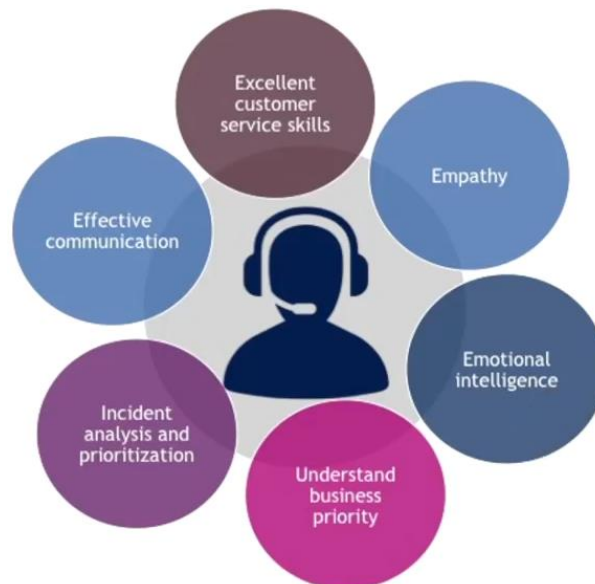 Excellent
customer
service skills
Empathy
Emotional
intelligence
Understand
business
priority
Incident
analysis and
prioritization
Effective
communication